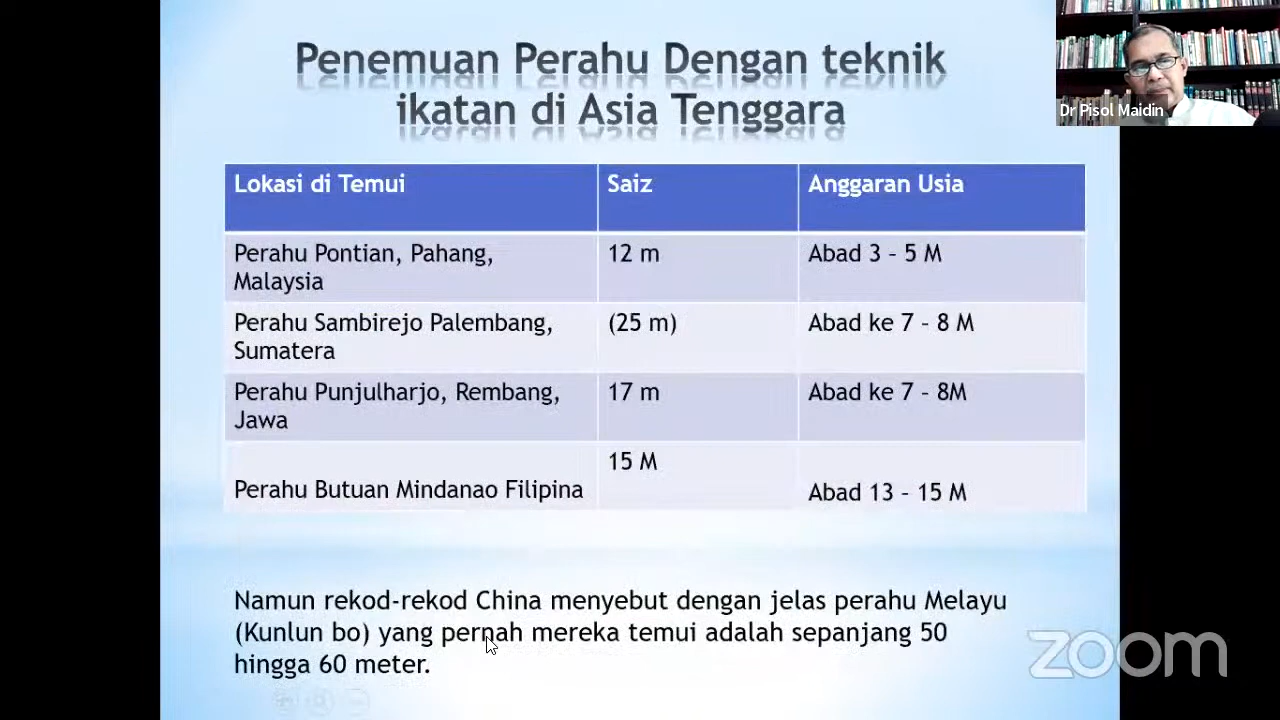 Penemuan Perahu Dengan teknik
ikatan di Asia Tenggara
Dr Pisol Maidin
Lokasi di Temui Saiz Anggaran Usia
Perahu Pontian, Pahang, 12 m Abad 3 – 5 M
Malaysia
Perahu Sambirejo Palembang, (25 m) Abad ke 7 – 8 M
Sumatera
Perahu Punjulharjo, Rembang, 17 m Abad ke 7 – 8M
Jawa
15 M
Perahu Butuan Mindanao Filipina Abad 13 – 15 M
Namun rekod-rekod China menyebut dengan jelas perahu Melayu
(Kunlun bo) yang pernah mereka temui adalah sepanjang 50
hingga 60 meter.
zoom